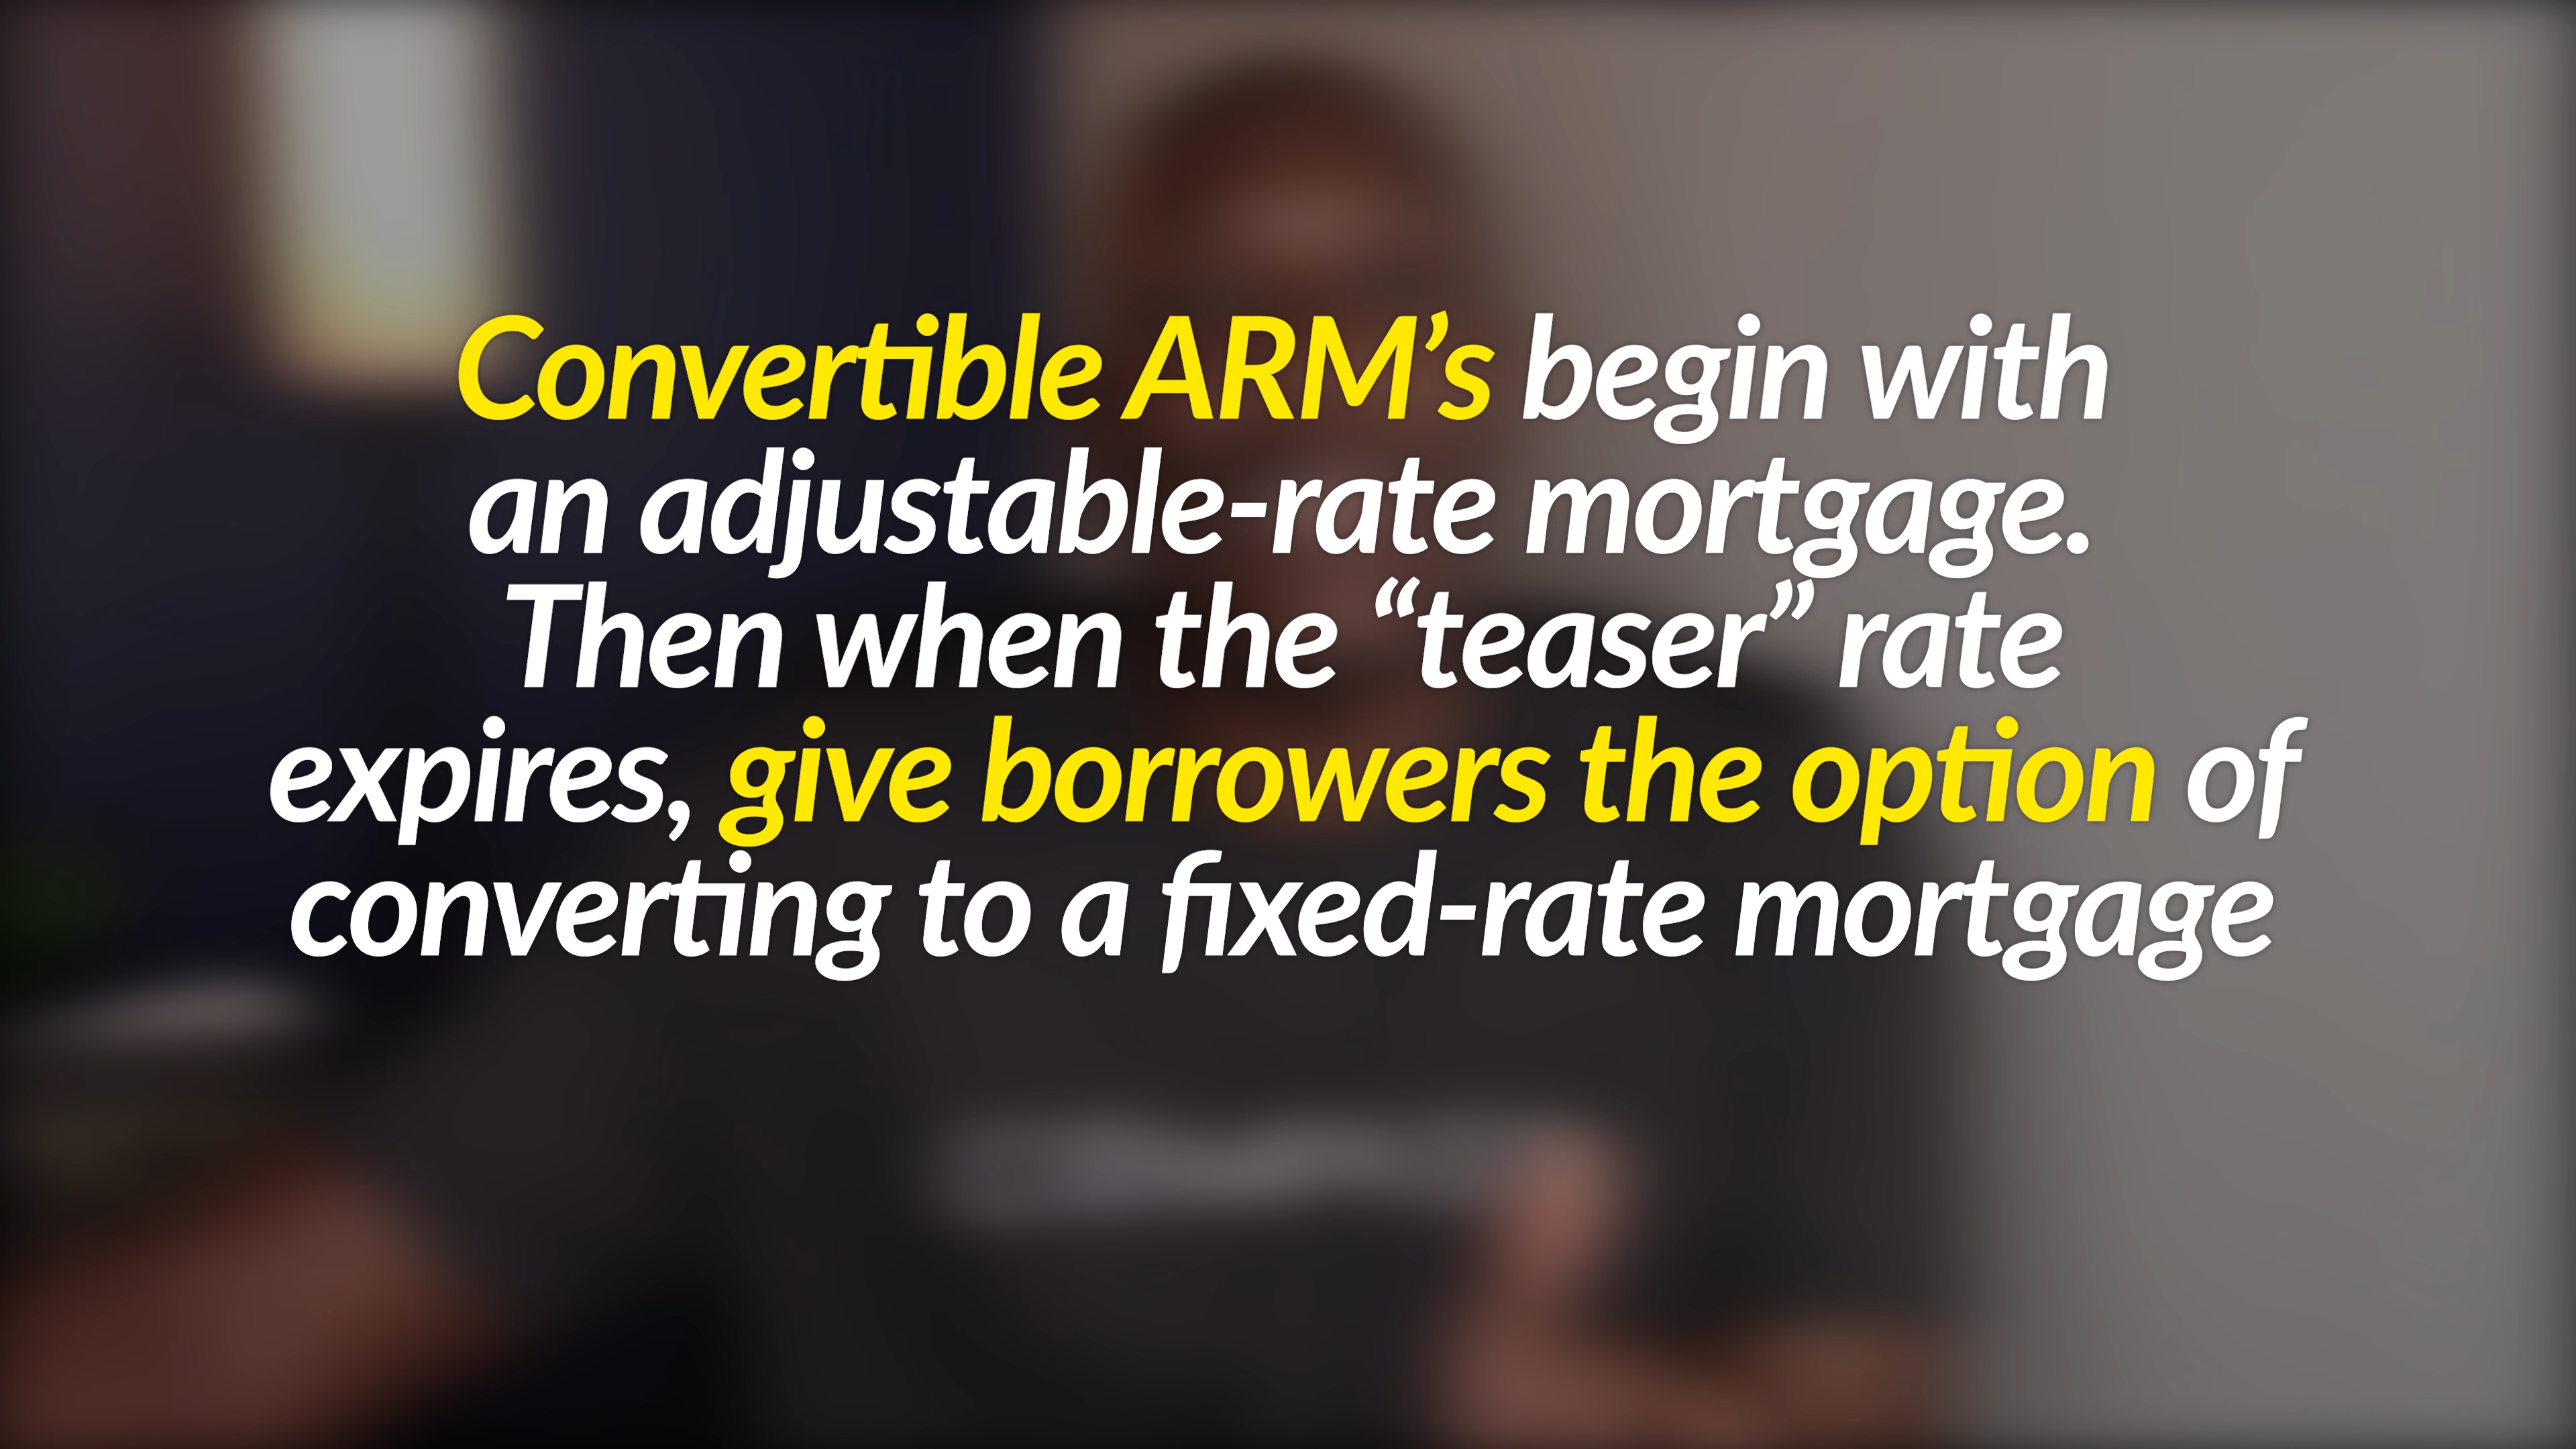 Convertible ARM’s begin with
an adjustable-rate mortgage.
Then when the “teaser” rate
expires, give borrowers the option of
converting to a fixed-rate mortgage